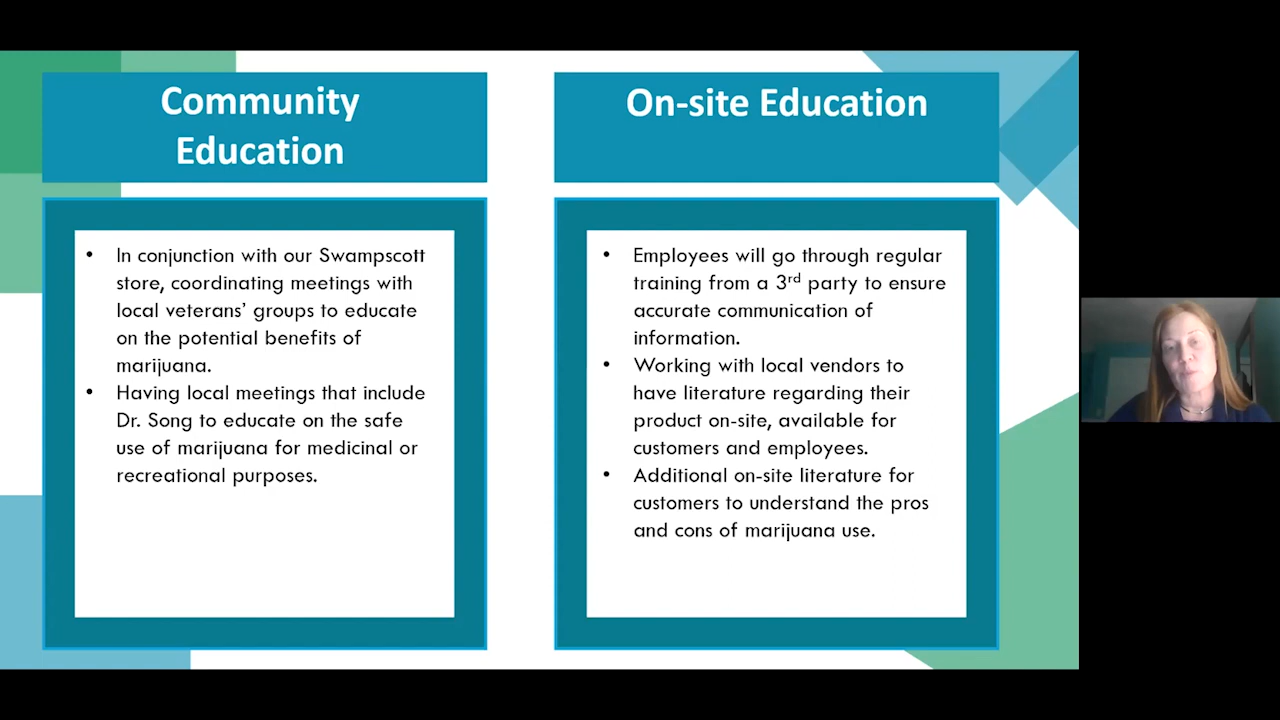 Community
Education
• In conjunction with our Swampscott
store, coordinating meetings with
local veterans’ groups to educate
on the potential benefits of
marijuana.
• Having local meetings that include
Dr. Song to educate on the safe
use of marijuana for medicinal or
recreational purposes.
On-site Education
• Employees will go through regular
training from a 3rd party to ensure
accurate communication of
information.
• Working with local vendors to
have literature regarding their
product on-site, available for
customers and employees.
• Additional on-site literature for
customers to understand the pros
and cons of marijuana use.